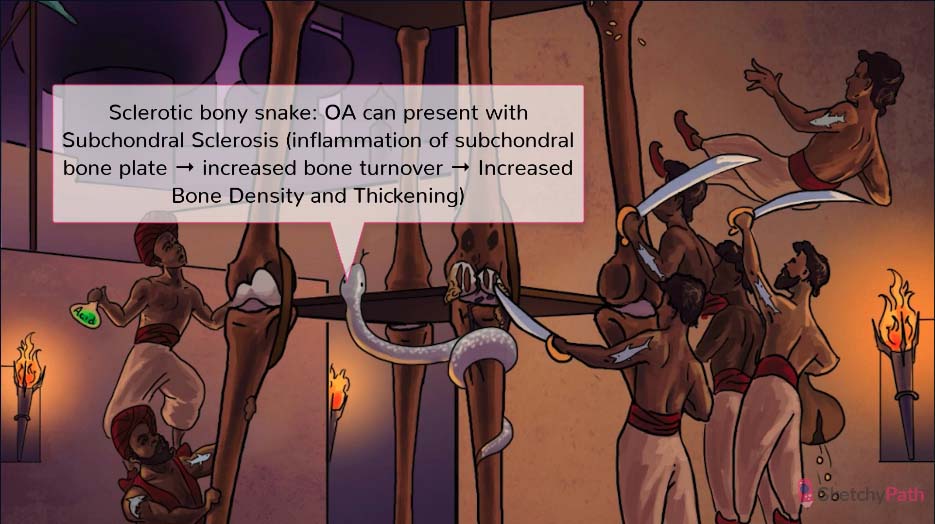 Sclerotic bony snake: OA can present with
Subchondral Sclerosis (inflammation of subchondral
bone plate → increased bone turnover → Increased
Bone Density and Thickening)
Acid
SketchyPath